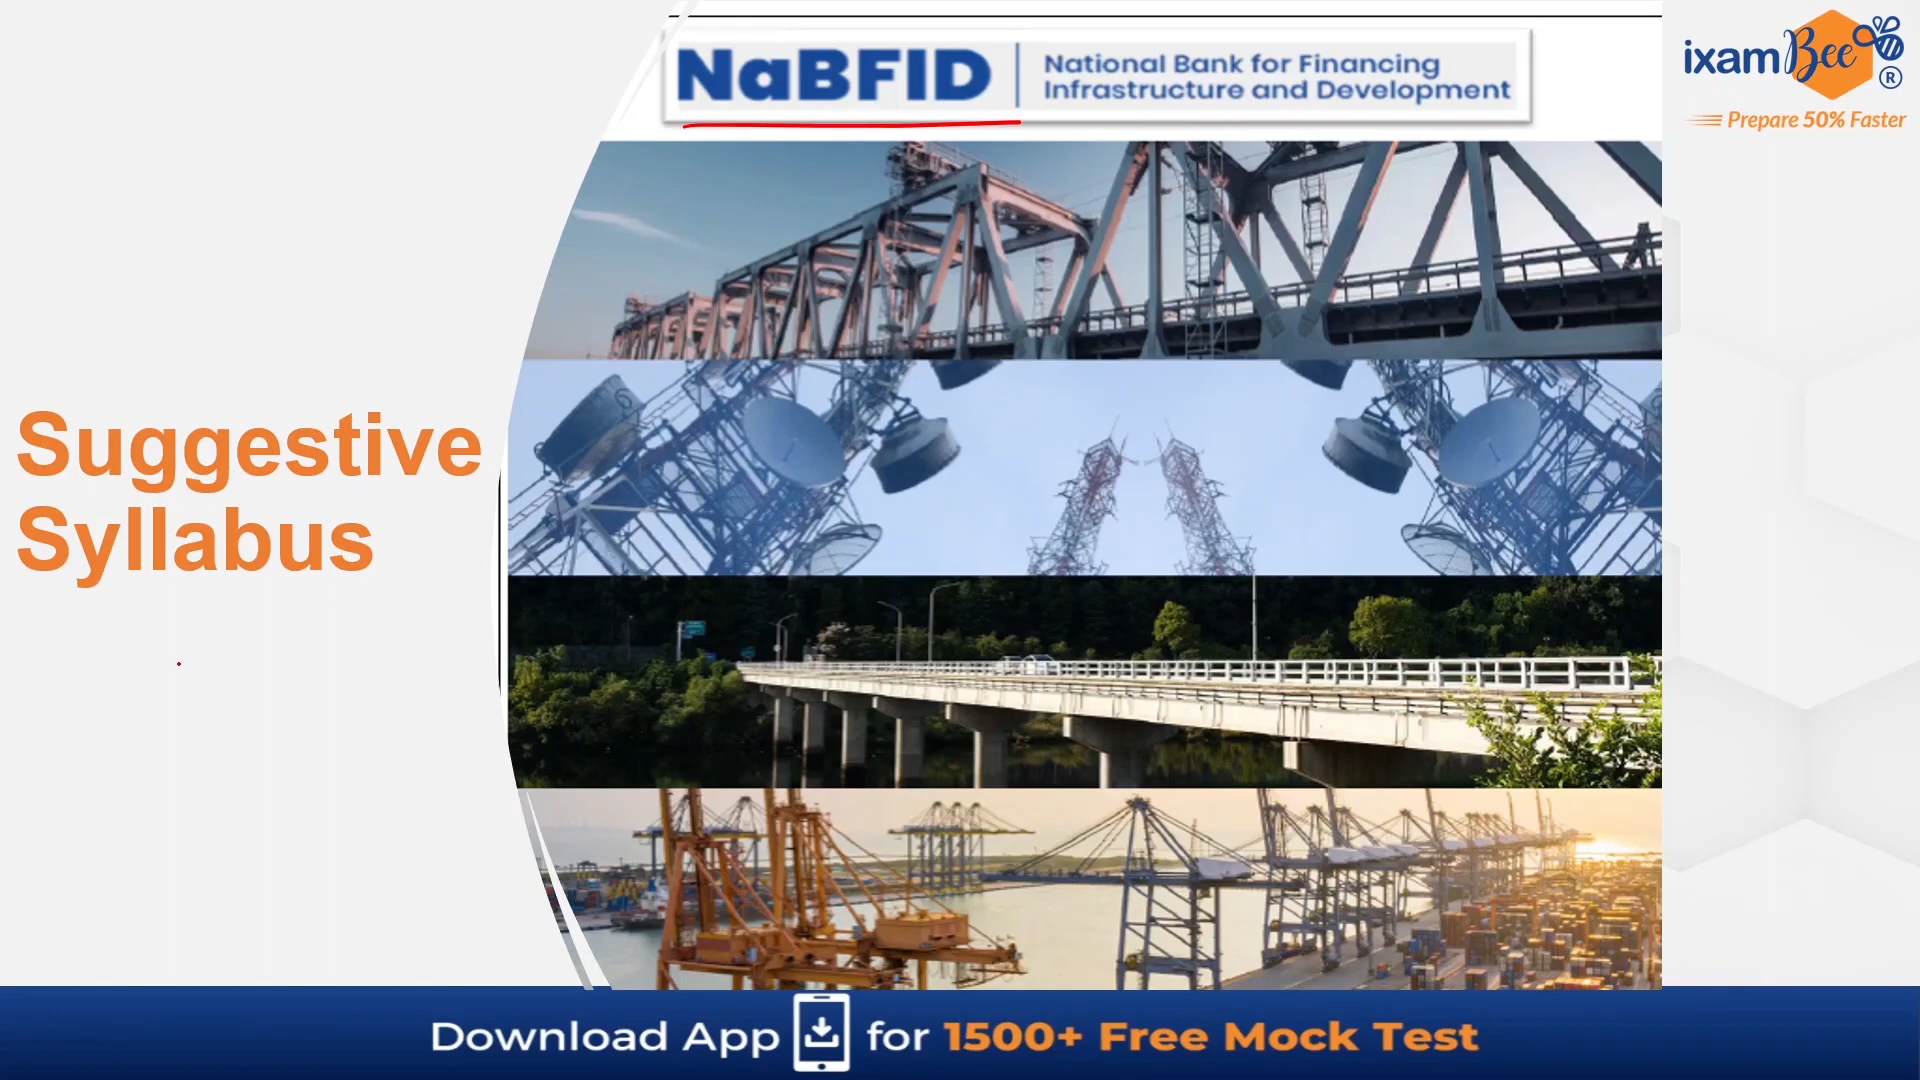 NaBFID
National Bank for Financing
Infrastructure and Development
ixamBee
®
Prepare 50% Faster
Suggestive
Syllabus
Download App for 1500+ Free Mock Test